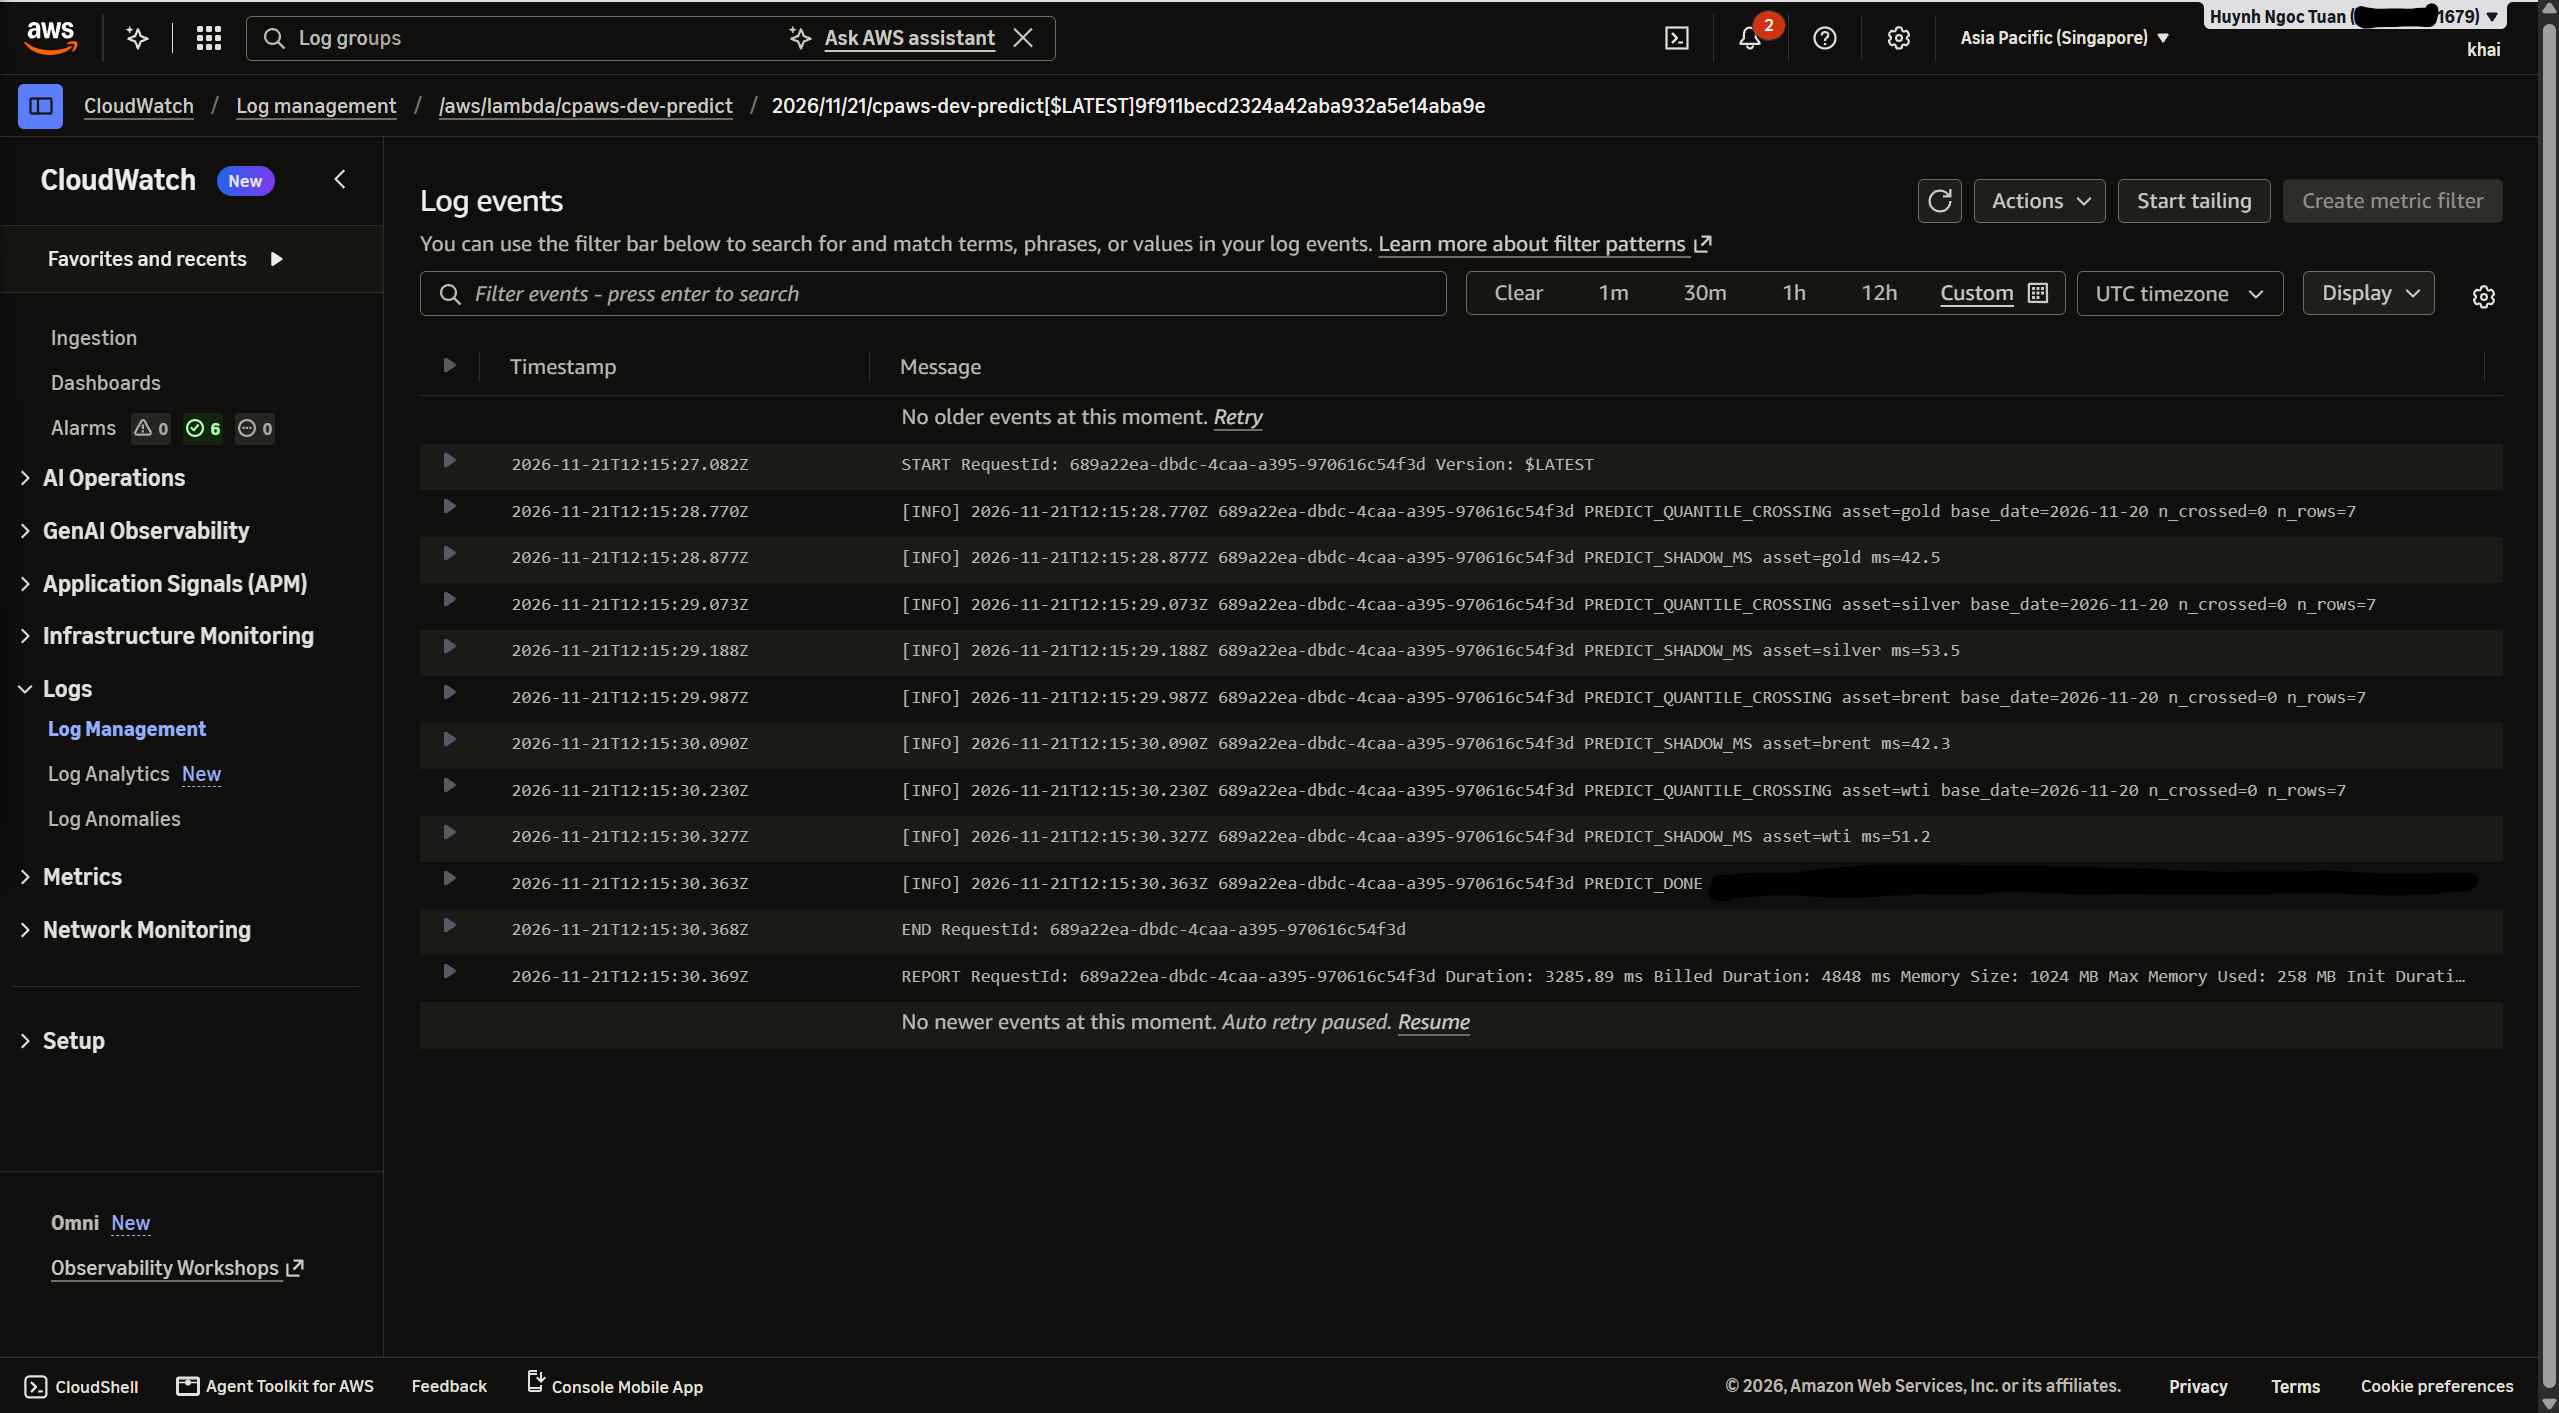 aws
Log groups
Ask AWS assistant
2
Asia Pacific (Singapore)
Huynh Ngoc Tuan (
1679)
khai
CloudWatch / Log management / /aws/lambda/cpaws-dev-predict / 2026/11/21/cpaws-dev-predict[$LATEST]9f911becd2324a42aba932a5e14aba9e
CloudWatch New
Favorites and recents
Ingestion
Dashboards
Alarms 0 6 0
AI Operations
GenAI Observability
Application Signals (APM)
Infrastructure Monitoring
Logs
Log Management
Log Analytics New
Log Anomalies
Metrics
Network Monitoring
Setup
Omni New
Observability Workshops
Log events
Actions
Start tailing
Create metric filter
You can use the filter bar below to search for and match terms, phrases, or values in your log events. Learn more about filter patterns
Filter events - press enter to search
Clear 1m 30m 1h 12h Custom
UTC timezone
Display
Timestamp Message
No older events at this moment. Retry
2026-11-21T12:15:27.082Z START RequestId: 689a22ea-dbdc-4caa-a395-970616c54f3d Version: $LATEST
2026-11-21T12:15:28.770Z [INFO] 2026-11-21T12:15:28.770Z 689a22ea-dbdc-4caa-a395-970616c54f3d PREDICT_QUANTILE_CROSSING asset=gold base_date=2026-11-20 n_crossed=0 n_rows=7
2026-11-21T12:15:28.877Z [INFO] 2026-11-21T12:15:28.877Z 689a22ea-dbdc-4caa-a395-970616c54f3d PREDICT_SHADOW_MS asset=gold ms=42.5
2026-11-21T12:15:29.073Z [INFO] 2026-11-21T12:15:29.073Z 689a22ea-dbdc-4caa-a395-970616c54f3d PREDICT_QUANTILE_CROSSING asset=silver base_date=2026-11-20 n_crossed=0 n_rows=7
2026-11-21T12:15:29.188Z [INFO] 2026-11-21T12:15:29.188Z 689a22ea-dbdc-4caa-a395-970616c54f3d PREDICT_SHADOW_MS asset=silver ms=53.5
2026-11-21T12:15:29.987Z [INFO] 2026-11-21T12:15:29.987Z 689a22ea-dbdc-4caa-a395-970616c54f3d PREDICT_QUANTILE_CROSSING asset=brent base_date=2026-11-20 n_crossed=0 n_rows=7
2026-11-21T12:15:30.090Z [INFO] 2026-11-21T12:15:30.090Z 689a22ea-dbdc-4caa-a395-970616c54f3d PREDICT_SHADOW_MS asset=brent ms=42.3
2026-11-21T12:15:30.230Z [INFO] 2026-11-21T12:15:30.230Z 689a22ea-dbdc-4caa-a395-970616c54f3d PREDICT_QUANTILE_CROSSING asset=wti base_date=2026-11-20 n_crossed=0 n_rows=7
2026-11-21T12:15:30.327Z [INFO] 2026-11-21T12:15:30.327Z 689a22ea-dbdc-4caa-a395-970616c54f3d PREDICT_SHADOW_MS asset=wti ms=51.2
2026-11-21T12:15:30.363Z [INFO] 2026-11-21T12:15:30.363Z 689a22ea-dbdc-4caa-a395-970616c54f3d PREDICT_DONE
2026-11-21T12:15:30.368Z END RequestId: 689a22ea-dbdc-4caa-a395-970616c54f3d
2026-11-21T12:15:30.369Z REPORT RequestId: 689a22ea-dbdc-4caa-a395-970616c54f3d Duration: 3285.89 ms Billed Duration: 4848 ms Memory Size: 1024 MB Max Memory Used: 258 MB Init Durati…
No newer events at this moment. Auto retry paused. Resume
CloudShell
Agent Toolkit for AWS
Feedback
Console Mobile App
© 2026, Amazon Web Services, Inc. or its affiliates.
Privacy
Terms
Cookie preferences